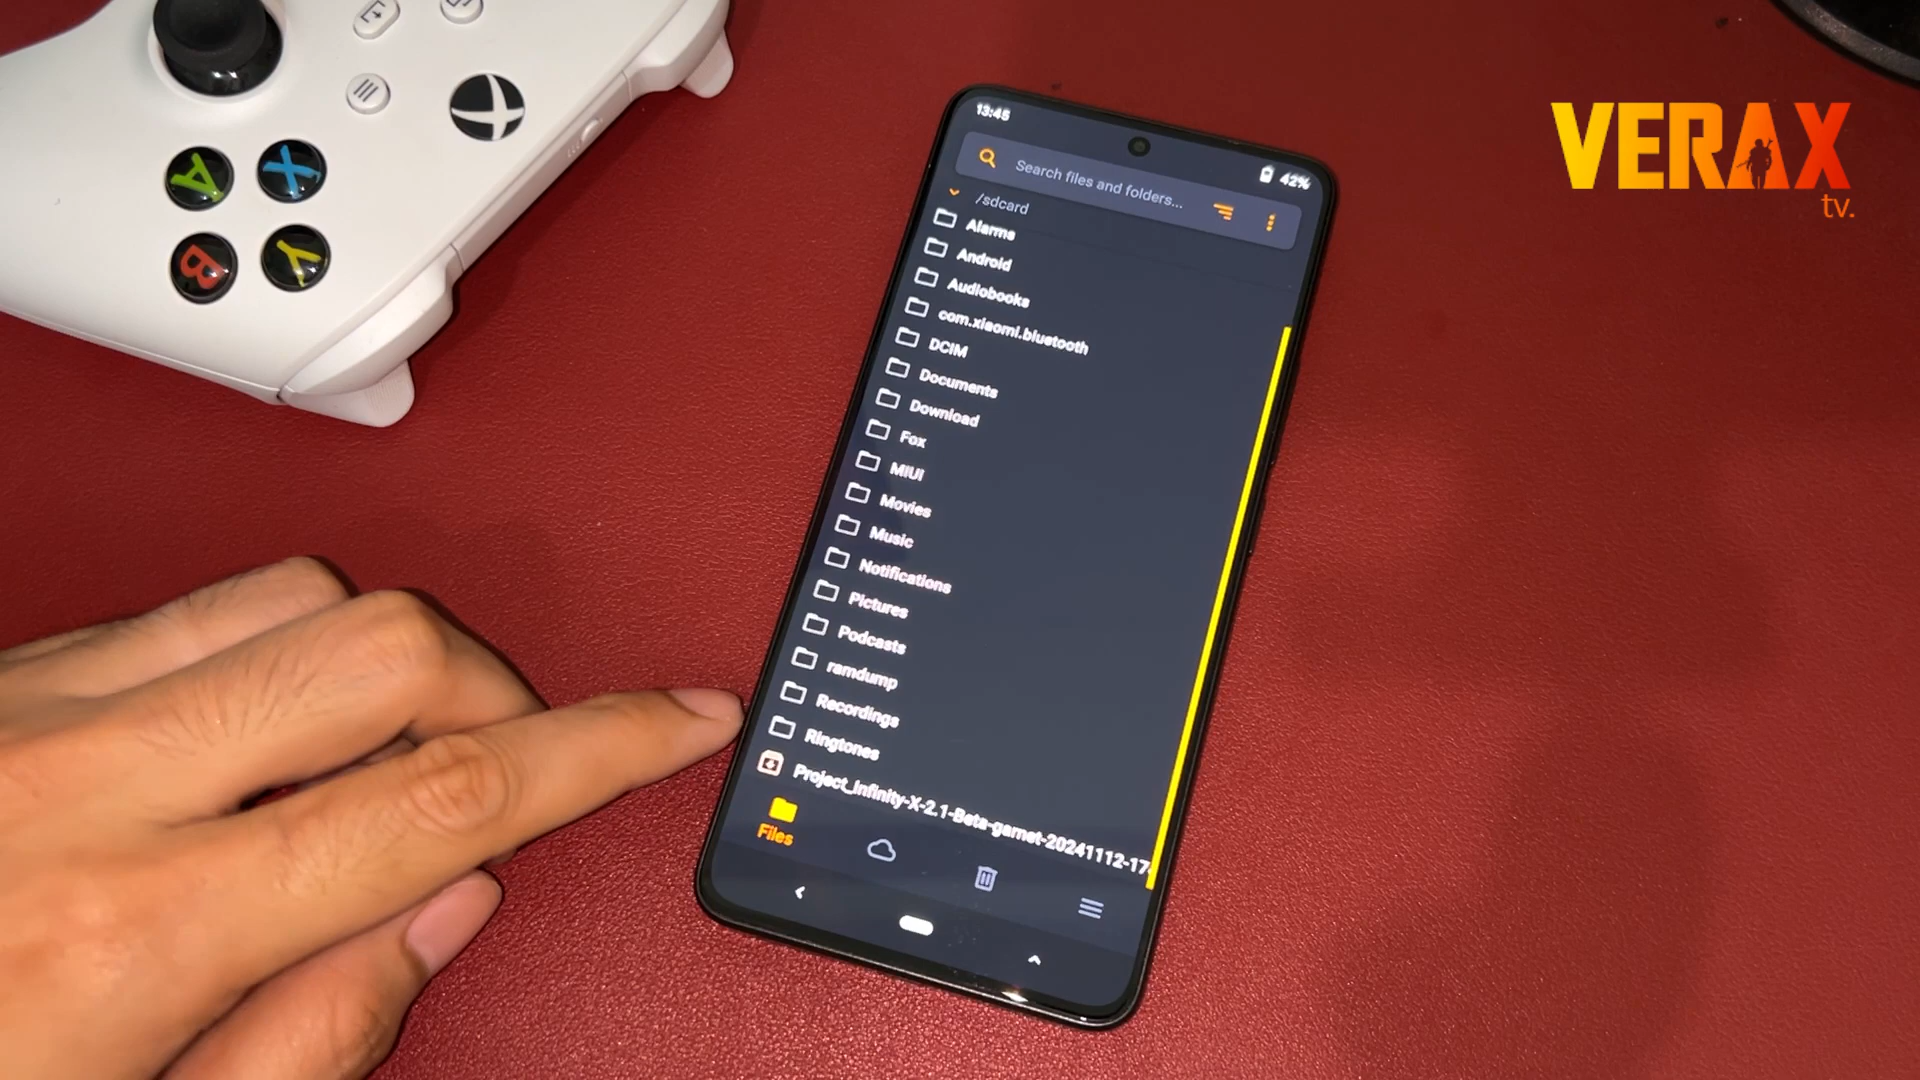 VERAX
tv.
13:45
42%
Search files and folders...
/sdcard
Alarms
Android
Audiobooks
com.xiaomi.bluetooth
DCIM
Documents
Download
Fox
MIUI
Movies
Music
Notifications
Pictures
Podcasts
ramdump
Recordings
Ringtones
Project_Infinity-X-2.1-Beta-garnet-20241112-17
Files
A
X
B
Y